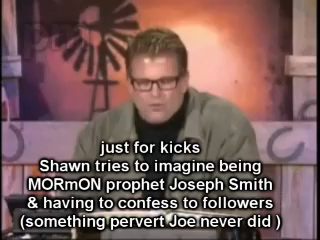 just for kicks
Shawn tries to imagine being
MORmON prophet Joseph Smith
& having to confess to followers
(something pervert Joe never did )